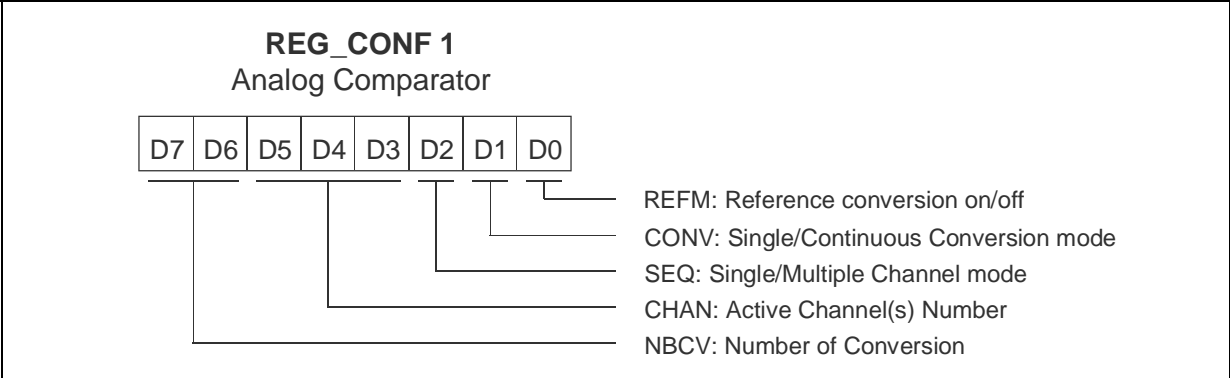 REG_CONF 1
Analog Comparator
D7 D6 D5 D4 D3 D2 D1 D0
REFM: Reference conversion on/off
CONV: Single/Continuous Conversion mode
SEQ: Single/Multiple Channel mode
CHAN: Active Channel(s) Number
NBCV: Number of Conversion